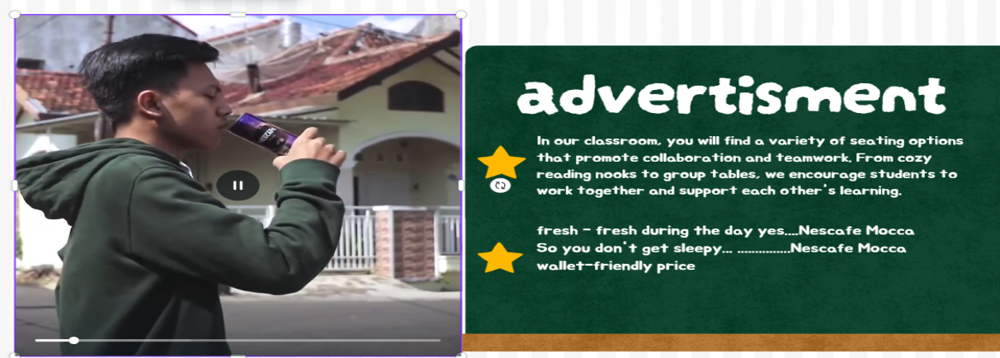 advertisment
In our classroom, you will find a variety of seating options
that promote collaboration and teamwork. From cozy
reading nooks to group tables, we encourage students to
work together and support each other's learning.
fresh - fresh during the day yes....Nescafe Mocca
So you don't get sleepy... ...............Nescafe Mocca
wallet-friendly price